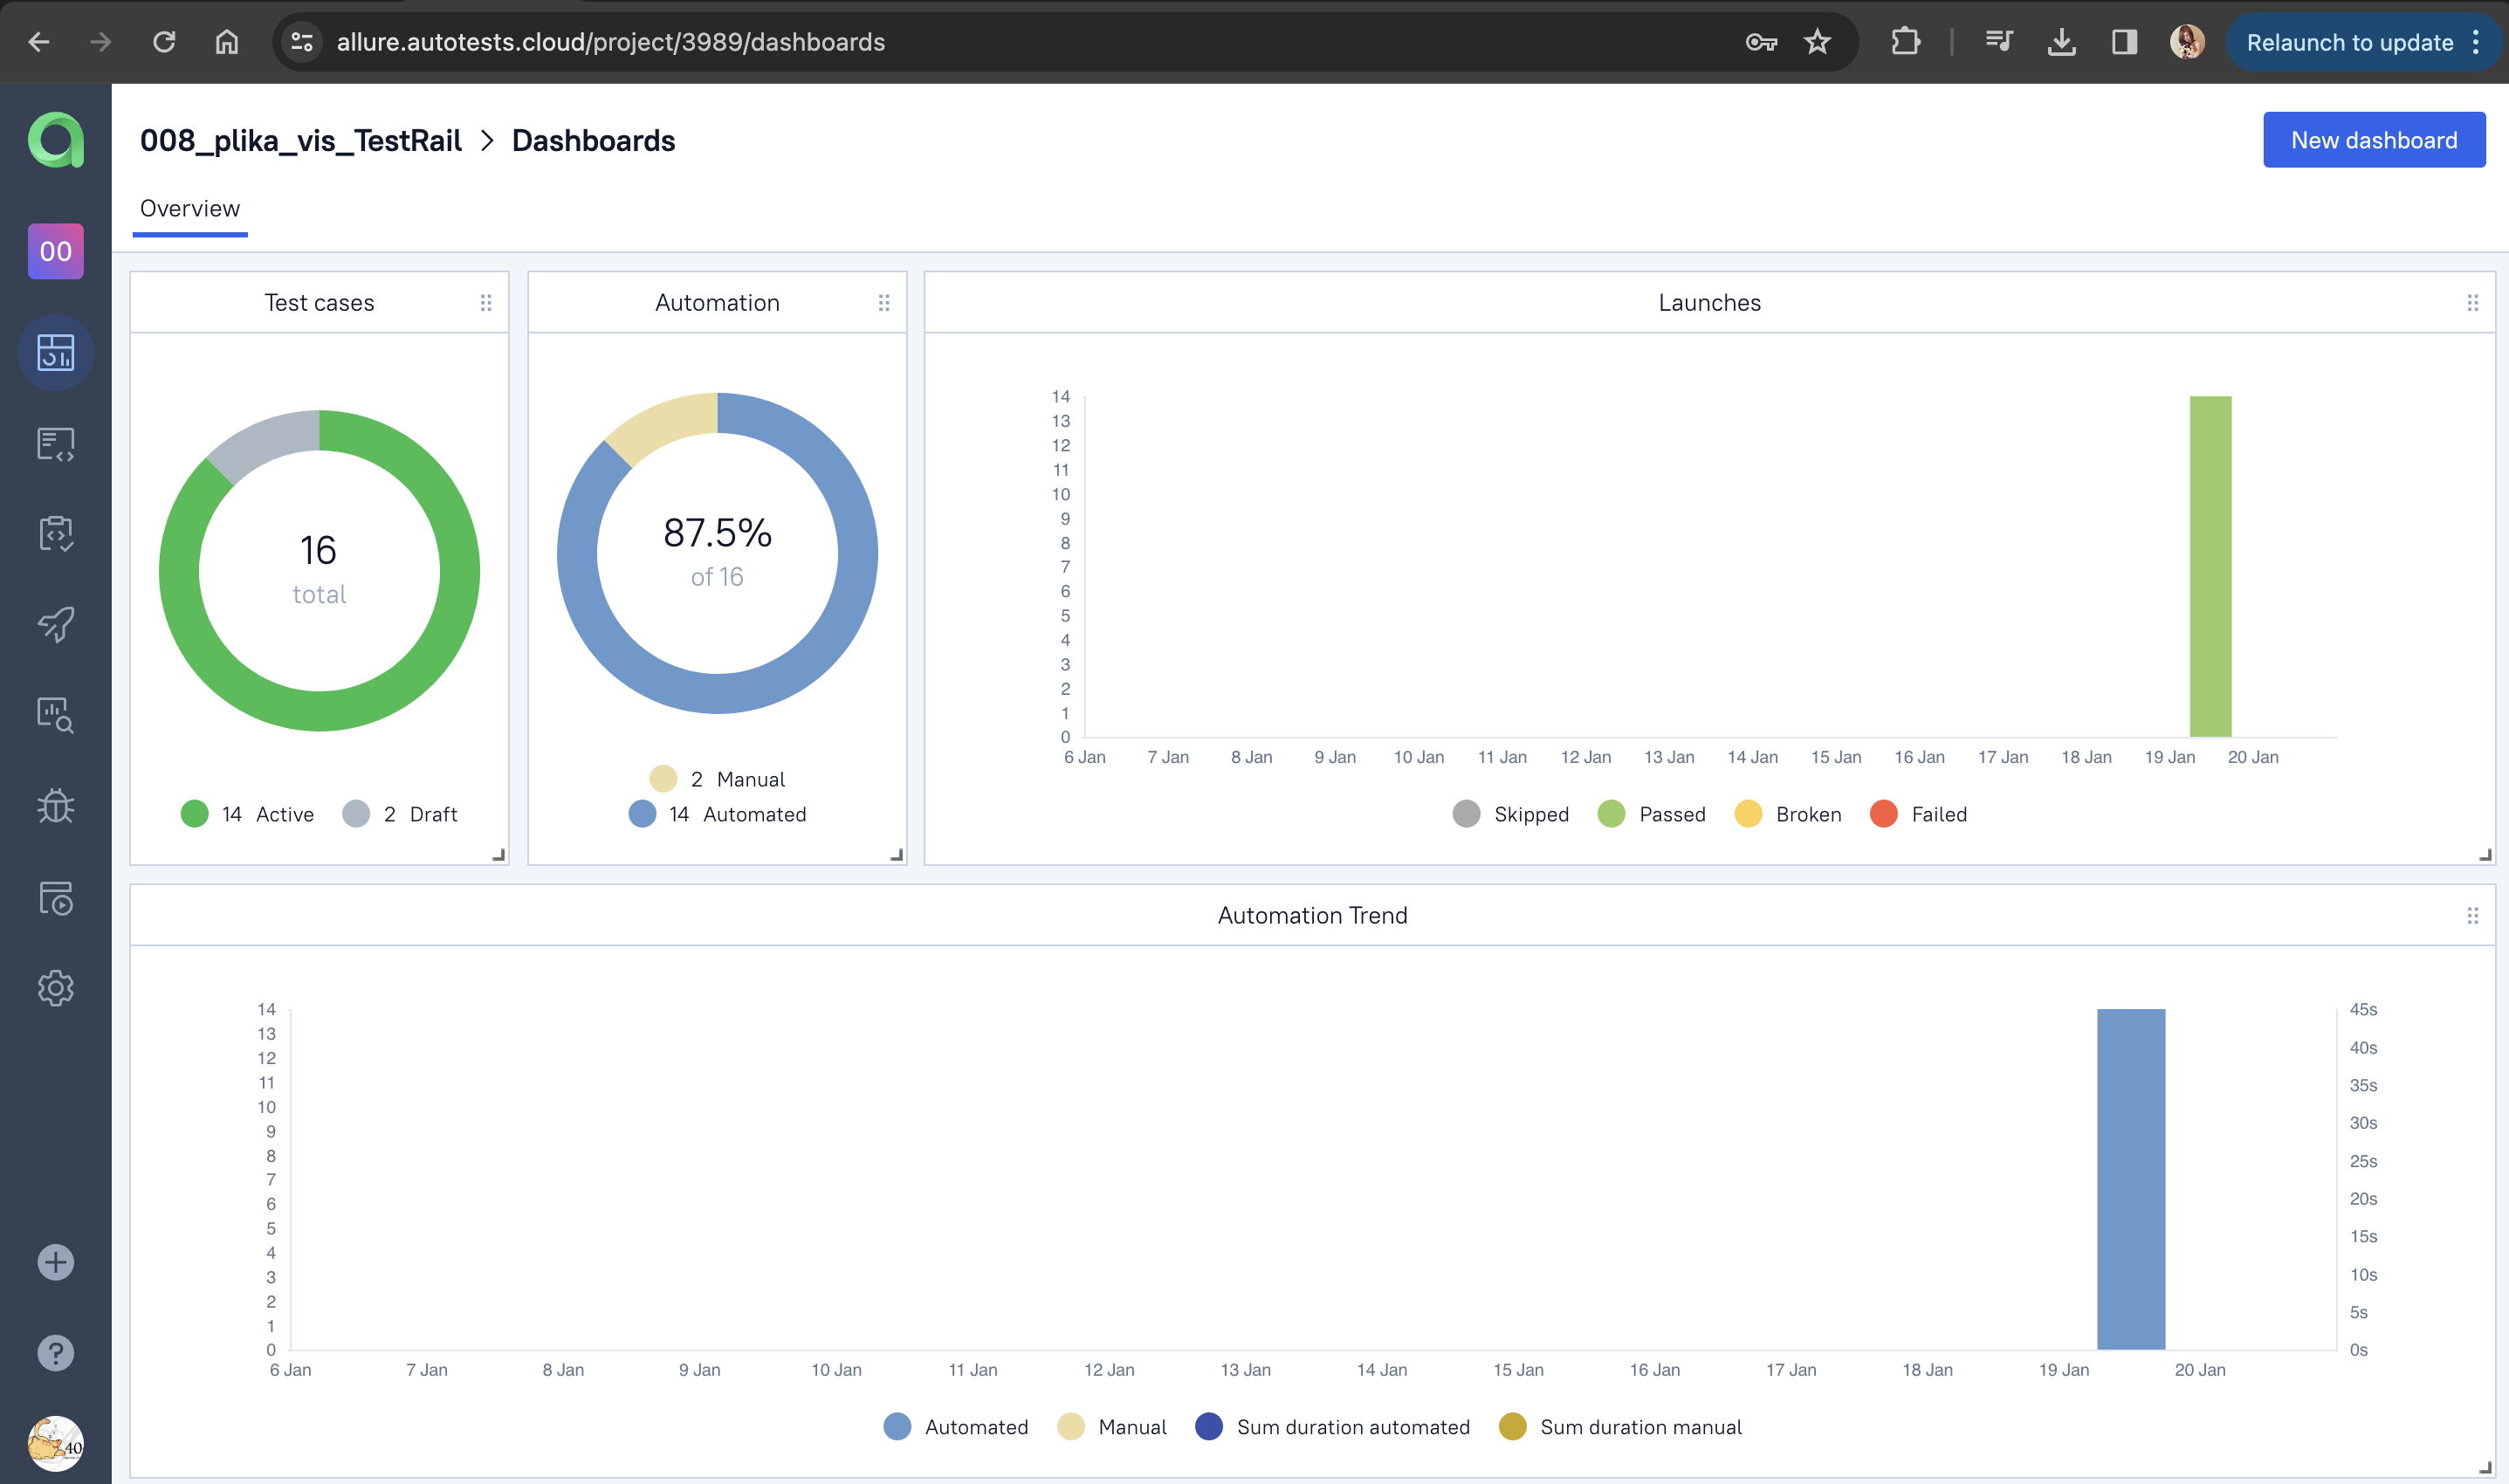 allure.autotests.cloud/project/3989/dashboards
Relaunch to update
008_plika_vis_TestRail > Dashboards
New dashboard
Overview
00
Test cases
16
total
14 Active 2 Draft
Automation
87.5%
of 16
2 Manual
14 Automated
Launches
14
13
12
11
10
9
8
7
6
5
4
3
2
1
0
6 Jan 7 Jan 8 Jan 9 Jan 10 Jan 11 Jan 12 Jan 13 Jan 14 Jan 15 Jan 16 Jan 17 Jan 18 Jan 19 Jan 20 Jan
Skipped Passed Broken Failed
Automation Trend
14
13
12
11
10
9
8
7
6
5
4
3
2
1
0
45s
40s
35s
30s
25s
20s
15s
10s
5s
0s
6 Jan 7 Jan 8 Jan 9 Jan 10 Jan 11 Jan 12 Jan 13 Jan 14 Jan 15 Jan 16 Jan 17 Jan 18 Jan 19 Jan 20 Jan
Automated Manual Sum duration automated Sum duration manual
?
40